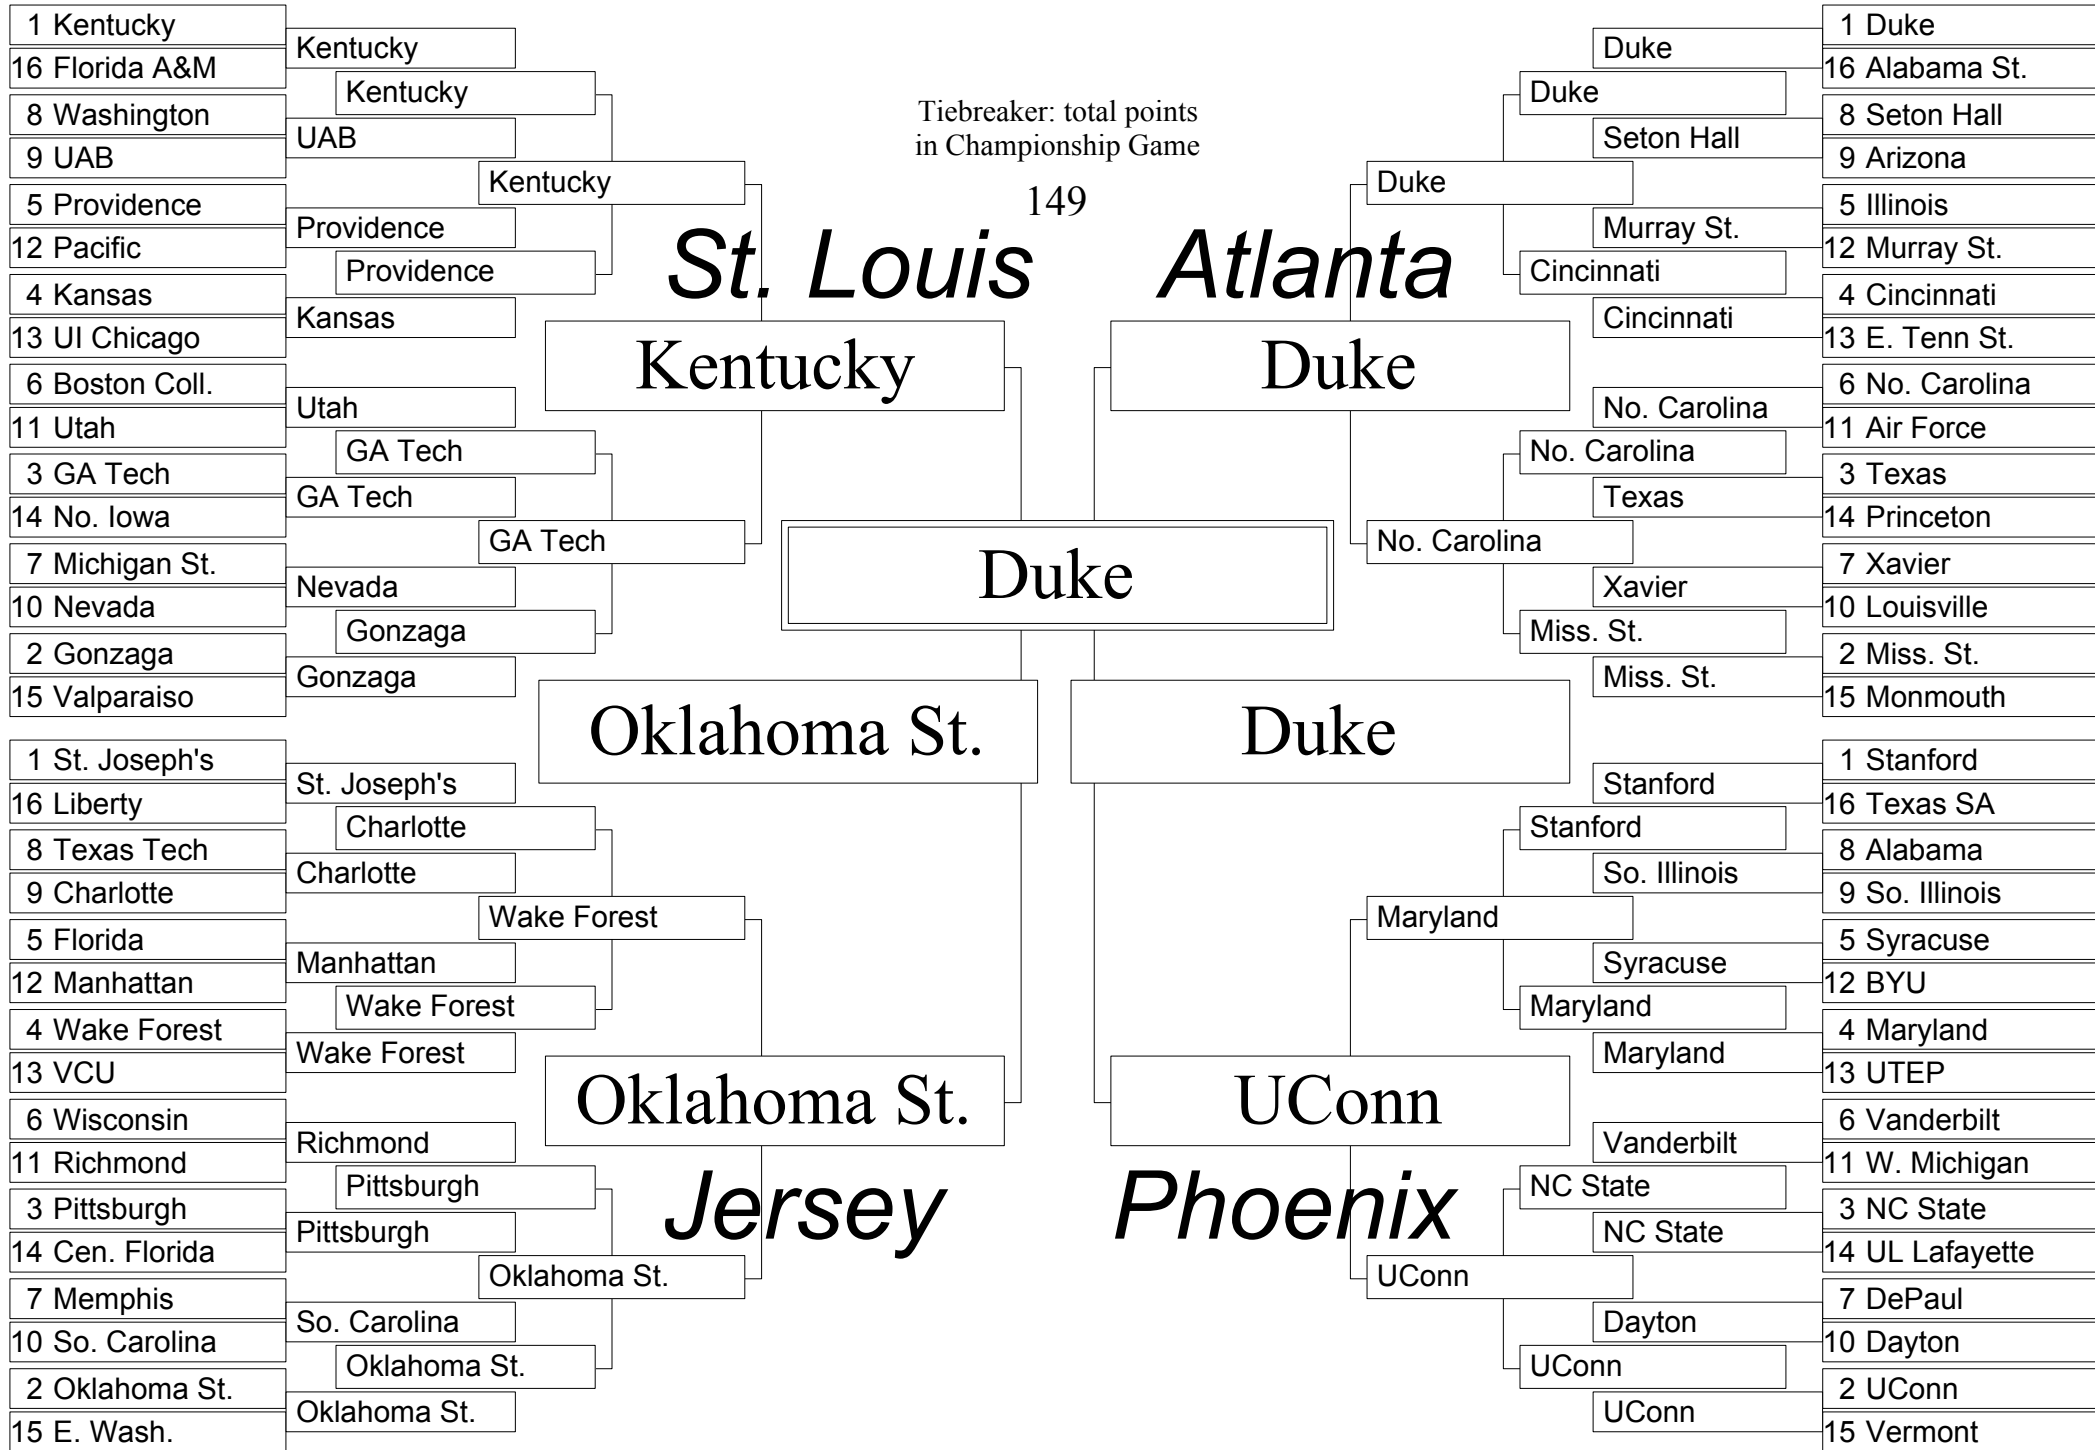 1 Kentucky
16 Florida A&M
8 Washington
9 UAB
5 Providence
12 Pacific
4 Kansas
13 UI Chicago
6 Boston Coll.
11 Utah
3 GA Tech
14 No. Iowa
7 Michigan St.
10 Nevada
2 Gonzaga
15 Valparaiso
1 St. Joseph's
16 Liberty
8 Texas Tech
9 Charlotte
5 Florida
12 Manhattan
4 Wake Forest
13 VCU
6 Wisconsin
11 Richmond
3 Pittsburgh
14 Cen. Florida
7 Memphis
10 So. Carolina
2 Oklahoma St.
15 E. Wash.
Kentucky
UAB
Providence
Kansas
Utah
GA Tech
Nevada
Gonzaga
St. Joseph's
Charlotte
Manhattan
Wake Forest
Richmond
Pittsburgh
So. Carolina
Oklahoma St.
Kentucky
Providence
GA Tech
Gonzaga
Charlotte
Wake Forest
Pittsburgh
Oklahoma St.
Kentucky
GA Tech
Wake Forest
Oklahoma St.
Tiebreaker: total points
in Championship Game
149
St. Louis
Atlanta
Kentucky
Duke
Duke
Oklahoma St.
Duke
Oklahoma St.
UConn
Jersey
Phoenix
Duke
No. Carolina
Maryland
UConn
Duke
Cincinnati
No. Carolina
Miss. St.
Stanford
Maryland
NC State
UConn
Duke
Seton Hall
Murray St.
Cincinnati
No. Carolina
Texas
Xavier
Miss. St.
Stanford
So. Illinois
Syracuse
Maryland
Vanderbilt
NC State
Dayton
UConn
1 Duke
16 Alabama St.
8 Seton Hall
9 Arizona
5 Illinois
12 Murray St.
4 Cincinnati
13 E. Tenn St.
6 No. Carolina
11 Air Force
3 Texas
14 Princeton
7 Xavier
10 Louisville
2 Miss. St.
15 Monmouth
1 Stanford
16 Texas SA
8 Alabama
9 So. Illinois
5 Syracuse
12 BYU
4 Maryland
13 UTEP
6 Vanderbilt
11 W. Michigan
3 NC State
14 UL Lafayette
7 DePaul
10 Dayton
2 UConn
15 Vermont